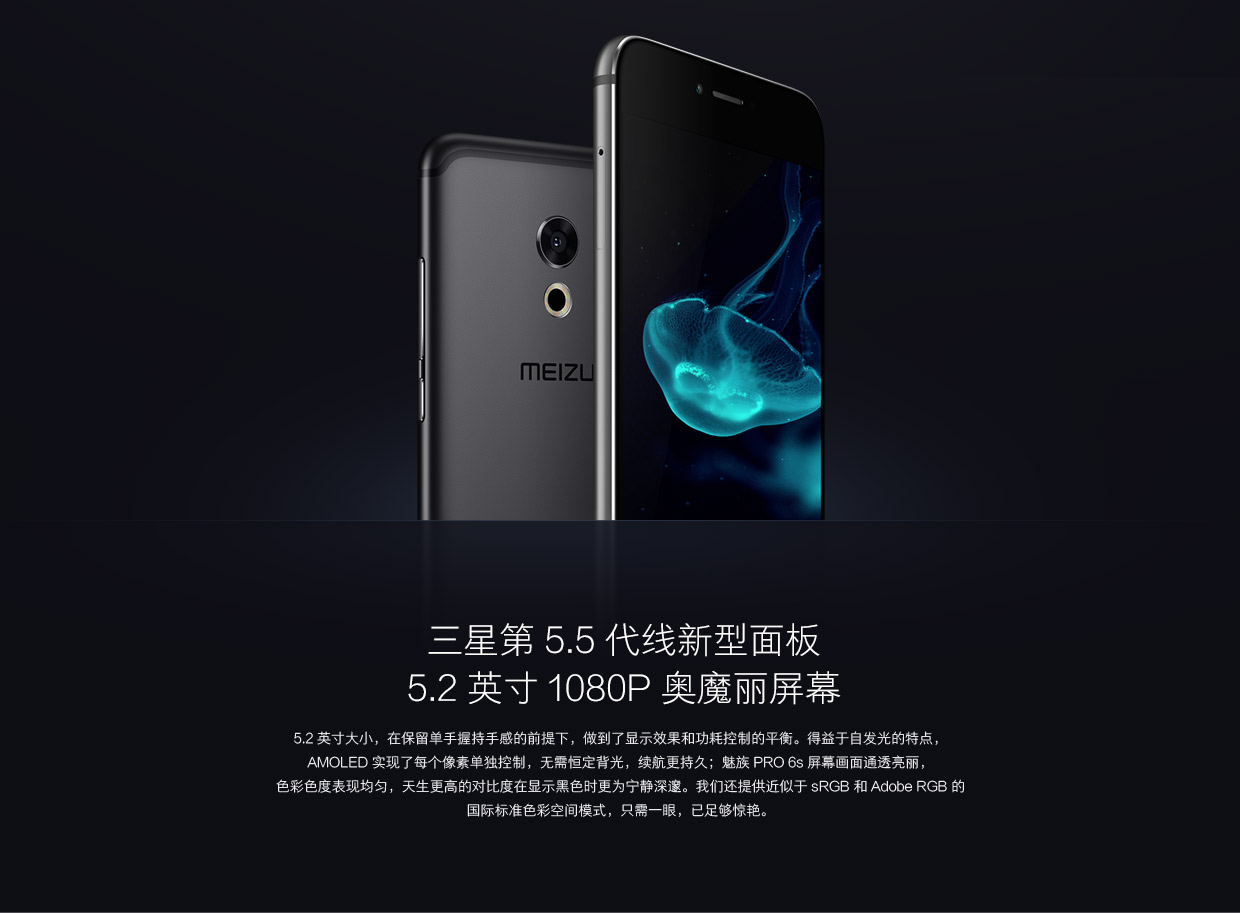 MEIZU
三星第 5.5 代线新型面板
5.2 英寸 1080P 奥魔丽屏幕
5.2 英寸大小，在保留单手握持手感的前提下，做到了显示效果和功耗控制的平衡。得益于自发光的特点，
AMOLED 实现了每个像素单独控制，无需恒定背光，续航更持久；魅族 PRO 6s 屏幕画面通透亮丽，
色彩色度表现均匀，天生更高的对比度在显示黑色时更为宁静深邃。我们还提供近似于 sRGB 和 Adobe RGB 的
国际标准色彩空间模式，只需一眼，已足够惊艳。